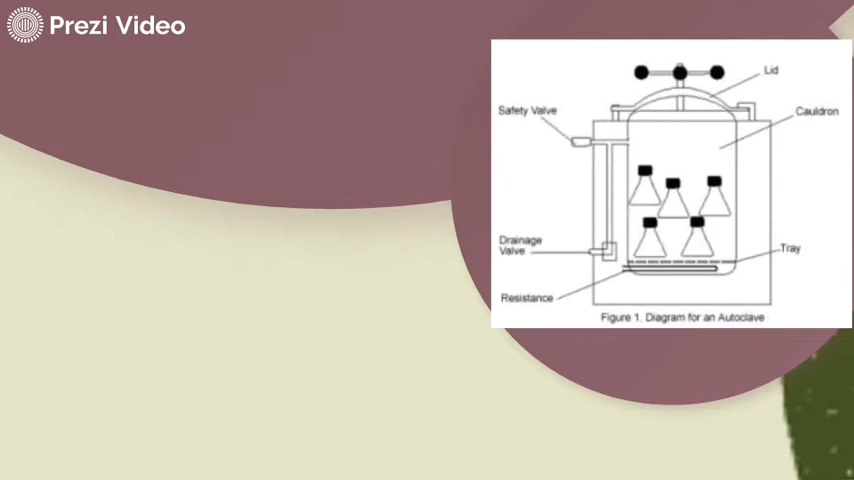 Prezi Video
Lid
Safety Valve
Cauldron
Drainage
Valve
Tray
Resistance
Figure 1. Diagram for an Autoclave